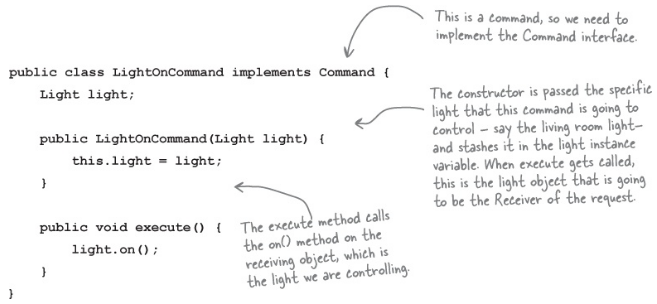 This is a command, so we need to
implement the Command interface.
public class LightOnCommand implements Command {
Light light;
public LightOnCommand(Light light) {
this.light = light;
}
public void execute() {
light.on();
}
}
The constructor is passed the specific
light that this command is going to
control – say the living room light–
and stashes it in the light instance
variable. When execute gets called,
this is the light object that is going
to be the Receiver of the request.
The execute method calls
the on() method on the
receiving object, which is
the light we are controlling.